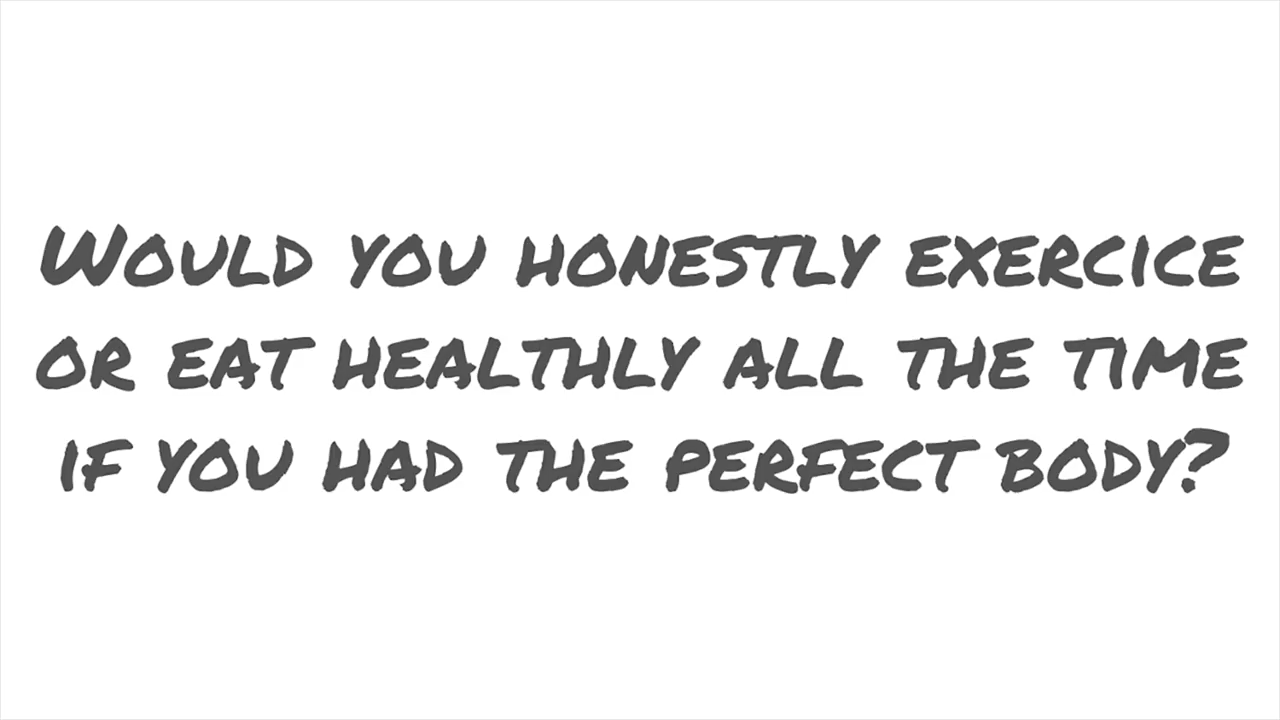 Would you honestly exercice
or eat healthly all the time
if you had the perfect body?